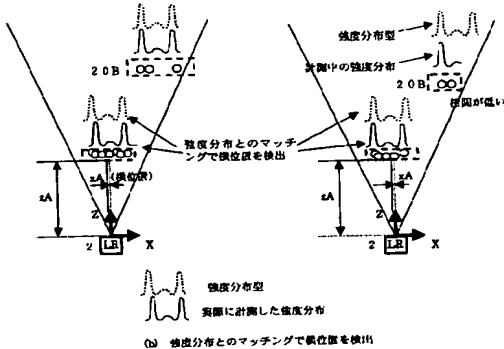 強度分布型
計測中の強度分布
20B
20B
相関が低い
強度分布とのマッチング
で横位置を検出
zA
xA (横位置)
Z
2 LR X
zA
xA
Z
2 LR X
強度分布型
実際に計測した強度分布
(b) 強度分布とのマッチングで横位置を検出